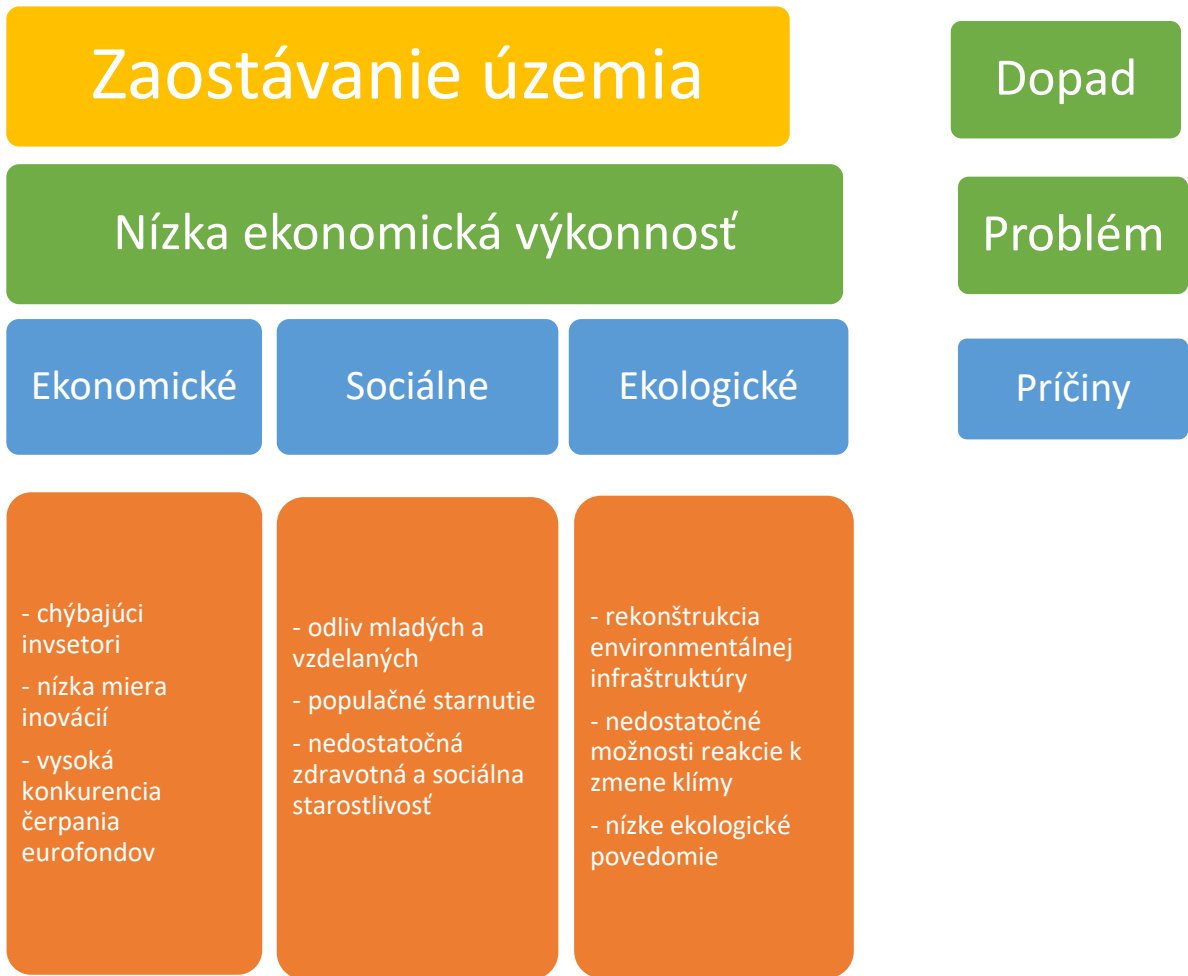 Zaostávanie územia
Dopad
Nízka ekonomická výkonnosť
Problém
Ekonomické
Sociálne
Ekologické
Príčiny
- chýbajúci
invsetori
- nízka miera
inovácií
- vysoká
konkurencia
čerpania
eurofondov
- odliv mladých a
vzdelaných
- populačné starnutie
- nedostatočná
zdravotná a sociálna
starostlivosť
- rekonštrukcia
environmentálnej
infraštruktúry
- nedostatočné
možnosti reakcie k
zmene klímy
- nízke ekologické
povedomie